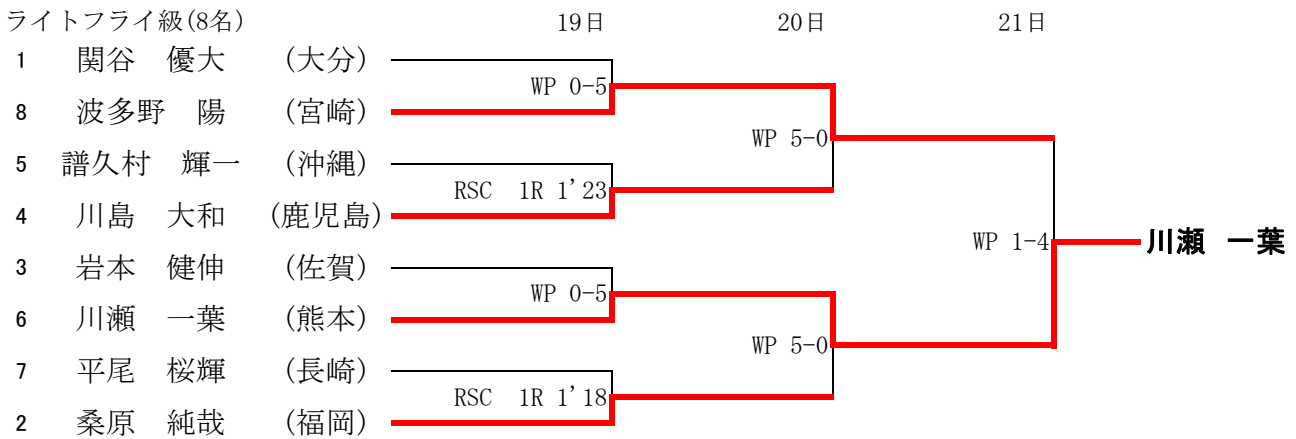 ライトフライ級(8名) 19日 20日 21日
1 関谷 優大 (大分)
WP 0-5
8 波多野 陽 (宮崎)
WP 5-0
5 譜久村 輝一 (沖縄)
RSC 1R 1'23
4 川島 大和 (鹿児島)
WP 1-4 川瀬 一葉
3 岩本 健伸 (佐賀)
WP 0-5
6 川瀬 一葉 (熊本)
WP 5-0
7 平尾 桜輝 (長崎)
RSC 1R 1'18
2 桑原 純哉 (福岡)